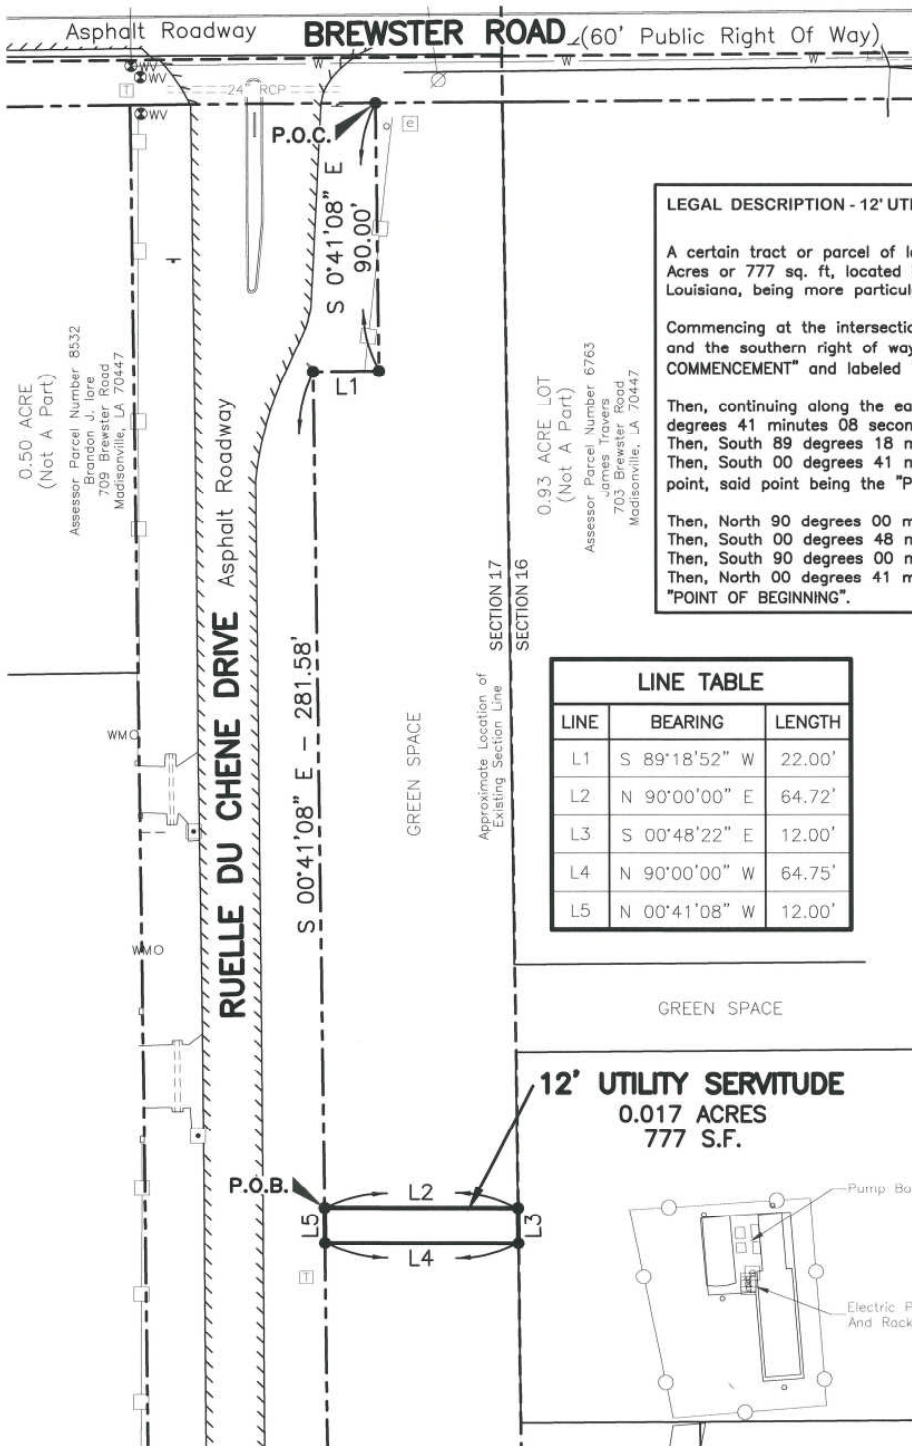 Asphalt Roadway
BREWSTER ROAD
(60' Public Right Of Way)
W
W
W
WV
WV
WV
T
24" RCP
P.O.C.
e
S 0°41'08" E
90.00'
L1
0.50 ACRE
(Not A Part)
Assessor Parcel Number 8532
Brandon J. Iore
709 Brewster Road
Madisonville, LA 70447
RUELLE DU CHENE DRIVE
Asphalt Roadway
S 00°41'08" E - 281.58'
GREEN SPACE
0.93 ACRE LOT
(Not A Part)
Assessor Parcel Number 6763
James Travers
703 Brewster Road
Madisonville, LA 70447
SECTION 17
SECTION 16
Approximate Location of
Existing Section Line
LEGAL DESCRIPTION - 12' UTI
A certain tract or parcel of l
Acres or 777 sq. ft, located
Louisiana, being more particul
Commencing at the intersectio
and the southern right of way
COMMENCEMENT" and labeled
Then, continuing along the ea
degrees 41 minutes 08 secon
Then, South 89 degrees 18 m
Then, South 00 degrees 41 m
point, said point being the "P
Then, North 90 degrees 00 m
Then, South 00 degrees 48 m
Then, South 90 degrees 00 m
Then, North 00 degrees 41 m
"POINT OF BEGINNING".
LINE TABLE
LINE BEARING LENGTH
L1 S 89°18'52" W 22.00'
L2 N 90°00'00" E 64.72'
L3 S 00°48'22" E 12.00'
L4 N 90°00'00" W 64.75'
L5 N 00°41'08" W 12.00'
WMO
WMO
GREEN SPACE
12' UTILITY SERVITUDE
0.017 ACRES
777 S.F.
P.O.B.
L2
L5
L3
L4
T
Pump Ba
Electric P
And Rack